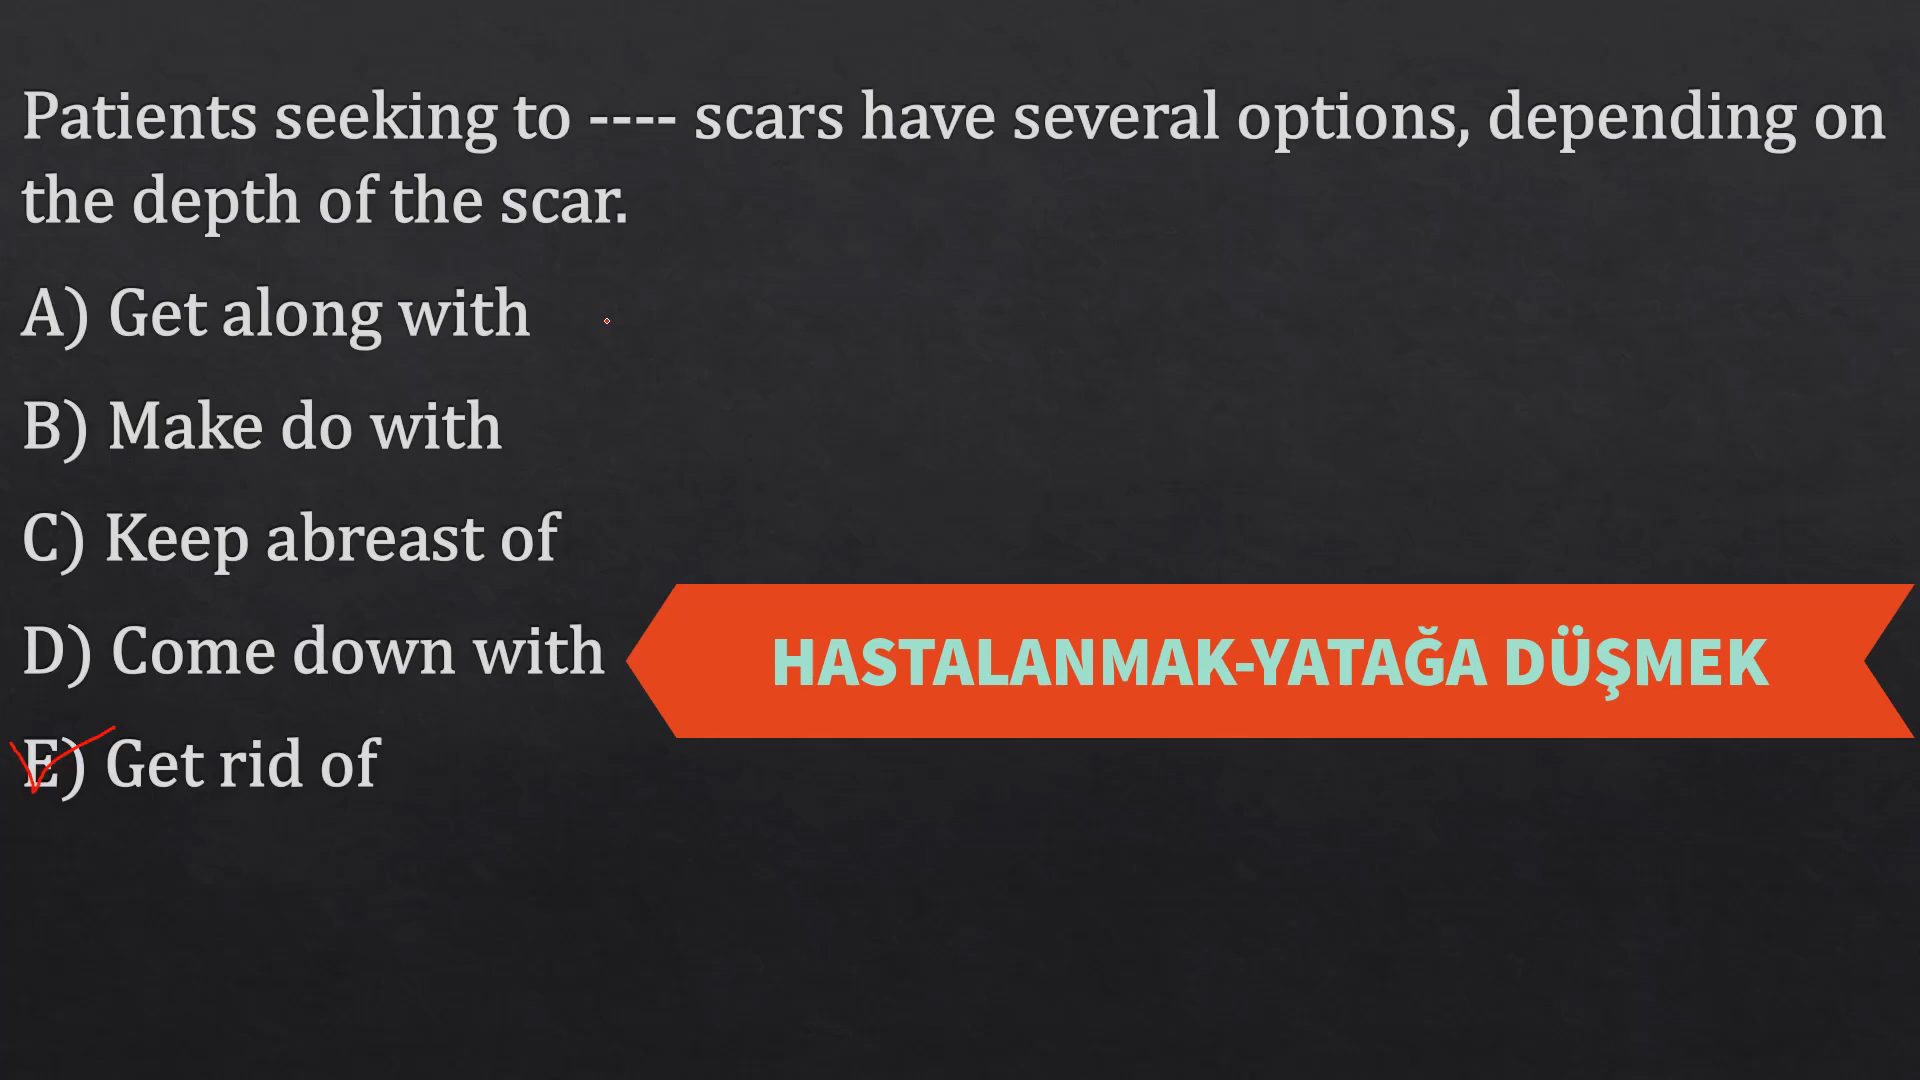 Patients seeking to ---- scars have several options, depending on
the depth of the scar.
A) Get along with
B) Make do with
C) Keep abreast of
D) Come down with
HASTALANMAK-YATAĞA DÜŞMEK
E) Get rid of